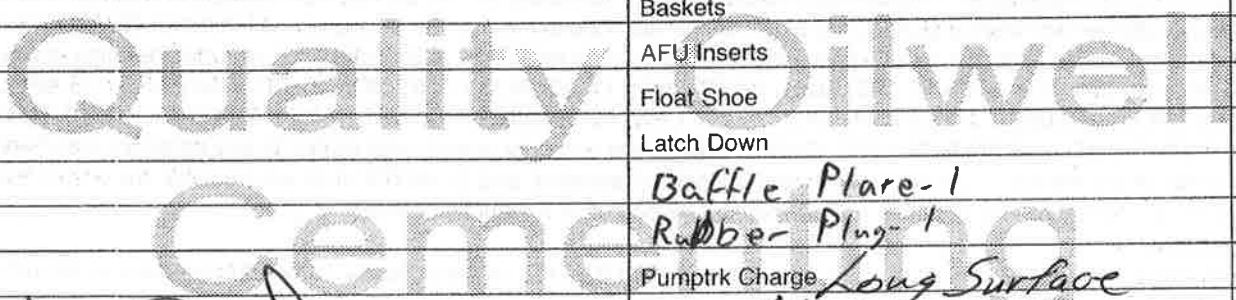 Baskets
Quality Oilwell
AFU Inserts
Float Shoe
Latch Down
Baffle Plate - 1
Cementing
Rubber Plug - 1
Pumptrk Charge Long Surface